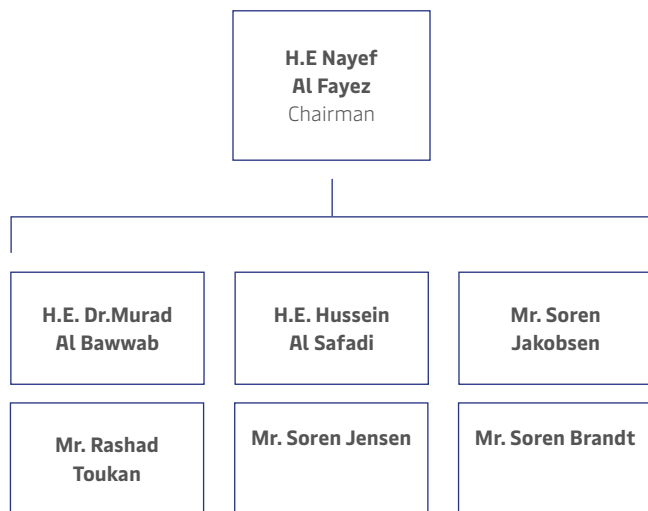 H.E Nayef
Al Fayez
Chairman
H.E. Dr.Murad
Al Bawwab
H.E. Hussein
Al Safadi
Mr. Soren
Jakobsen
Mr. Rashad
Toukan
Mr. Soren Jensen
Mr. Soren Brandt